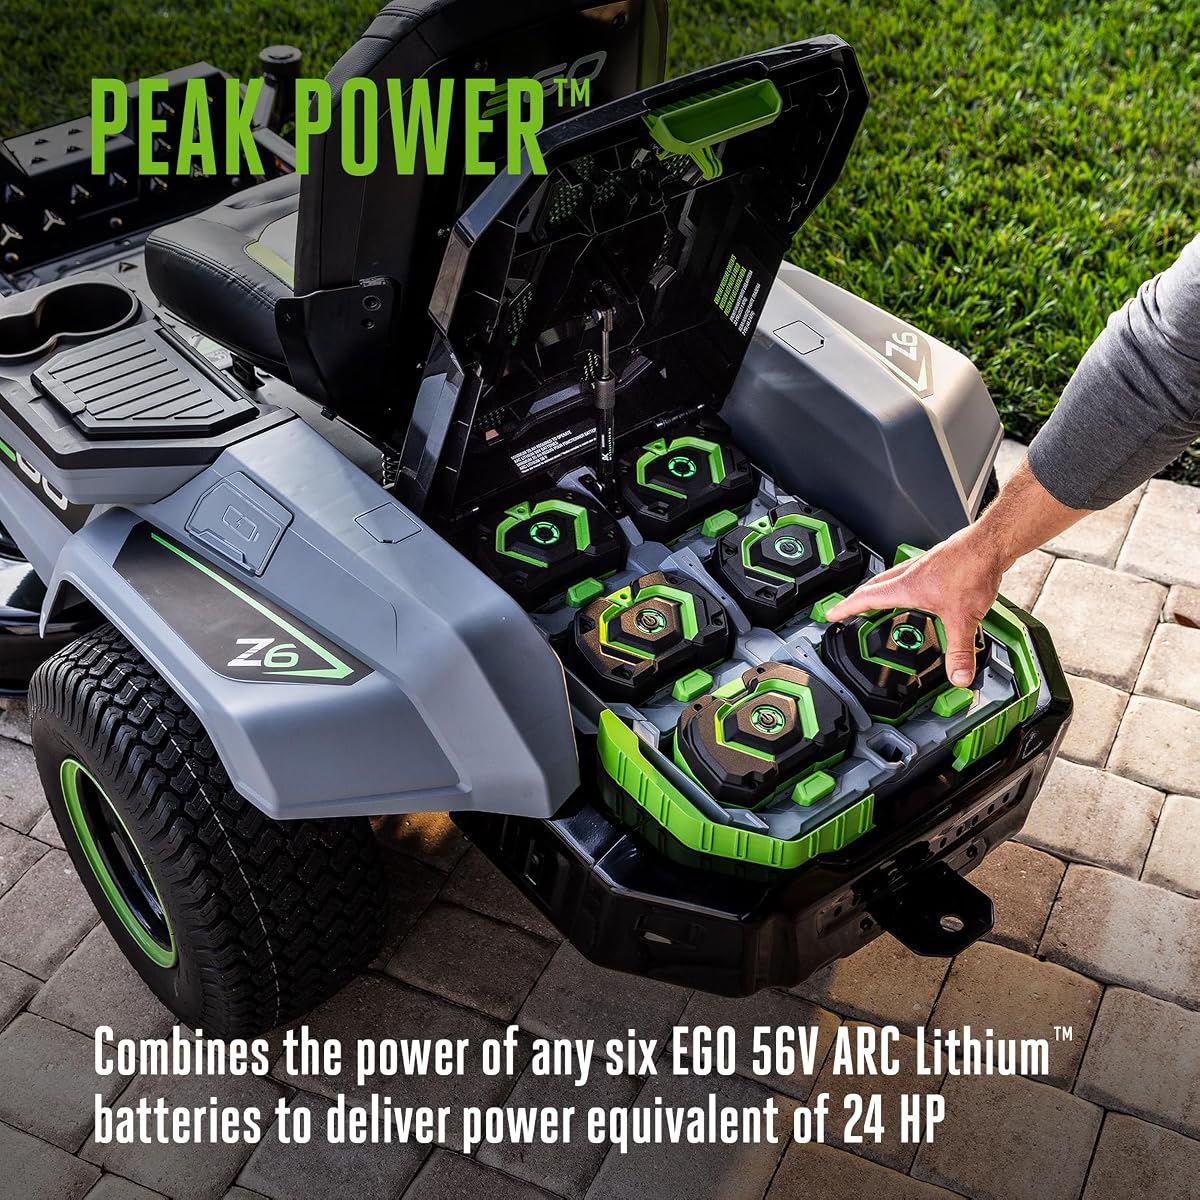 PEAK POWER™
EGO
Z6
Z6
Combines the power of any six EGO 56V ARC Lithium™
batteries to deliver power equivalent of 24 HP